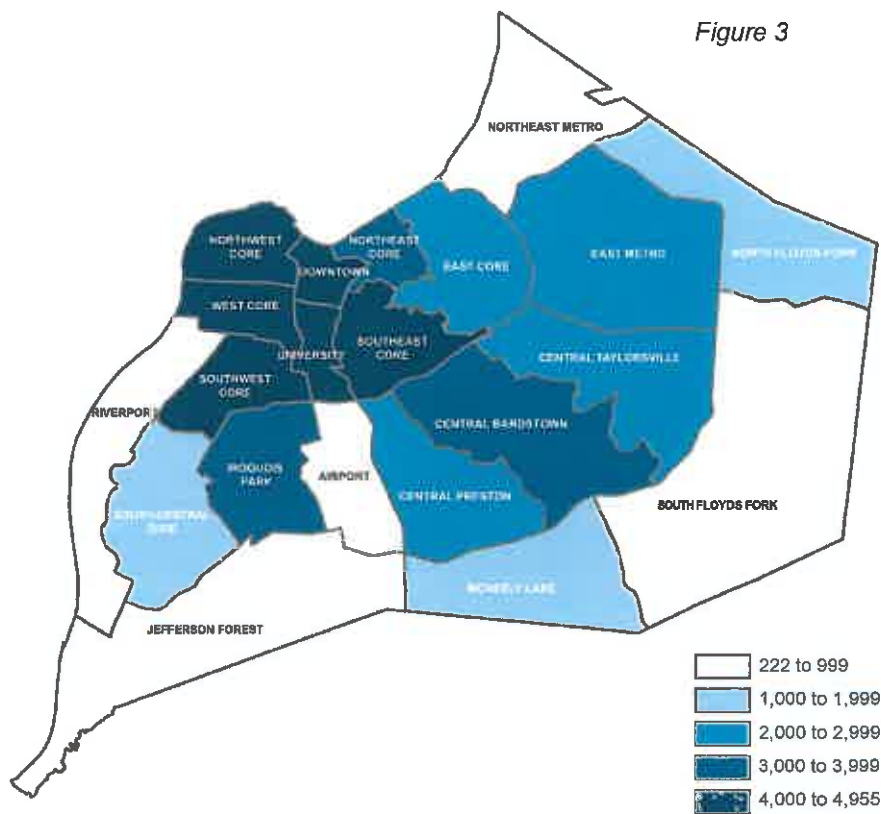 Figure 3
NORTHEAST METRO
NORTHWEST
CORE
NORTHEAST
CORE
DOWNTOWN
EAST CORE
EAST METRO
NORTH FLOYDS FORK
WEST CORE
UNIVERSITY
SOUTHEAST
CORE
CENTRAL TAYLORSVILLE
SOUTHWEST
CORE
RIVERPORT
CENTRAL BARDSTOWN
IROQUOIS
PARK
AIRPORT
CENTRAL PRESTON
SOUTH CENTRAL
DIXIE
SOUTH FLOYDS FORK
MCNEELY LAKE
JEFFERSON FOREST
222 to 999
1,000 to 1,999
2,000 to 2,999
3,000 to 3,999
4,000 to 4,955